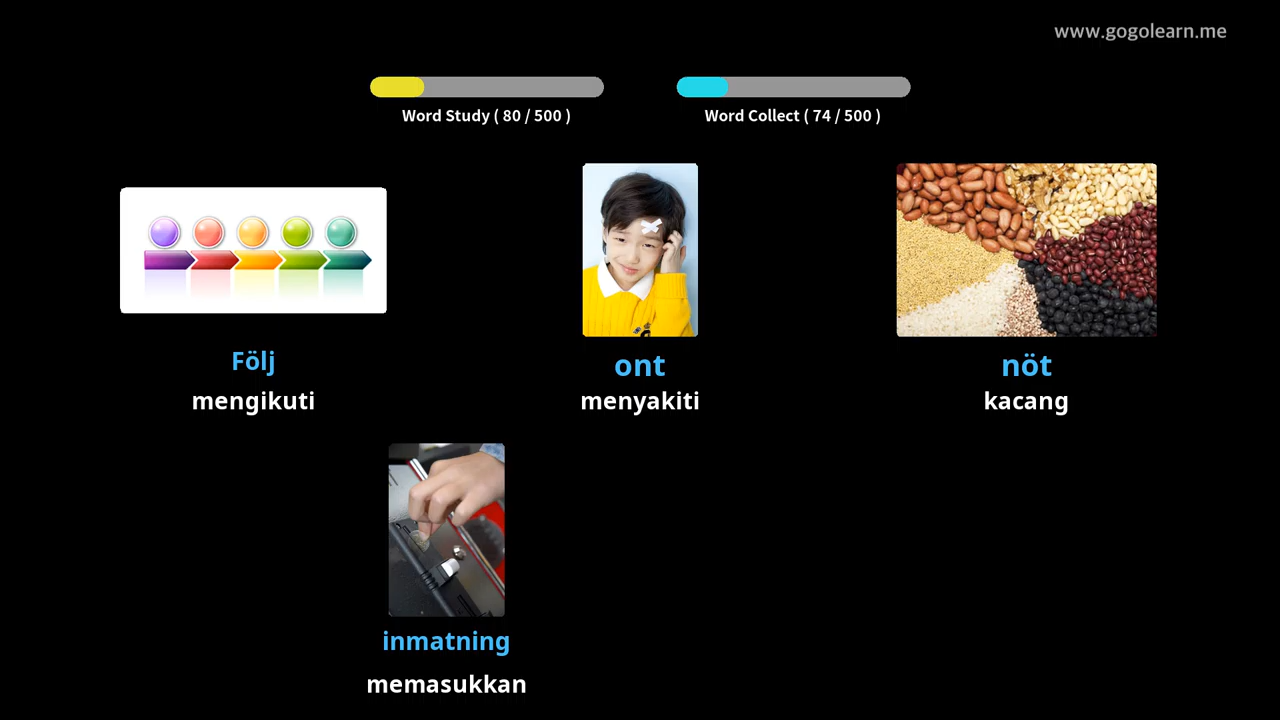 www.gogolearn.me
Word Study ( 80 / 500 )
Word Collect ( 74 / 500 )
Följ
mengikuti
ont
menyakiti
nöt
kacang
inmatning
memasukkan